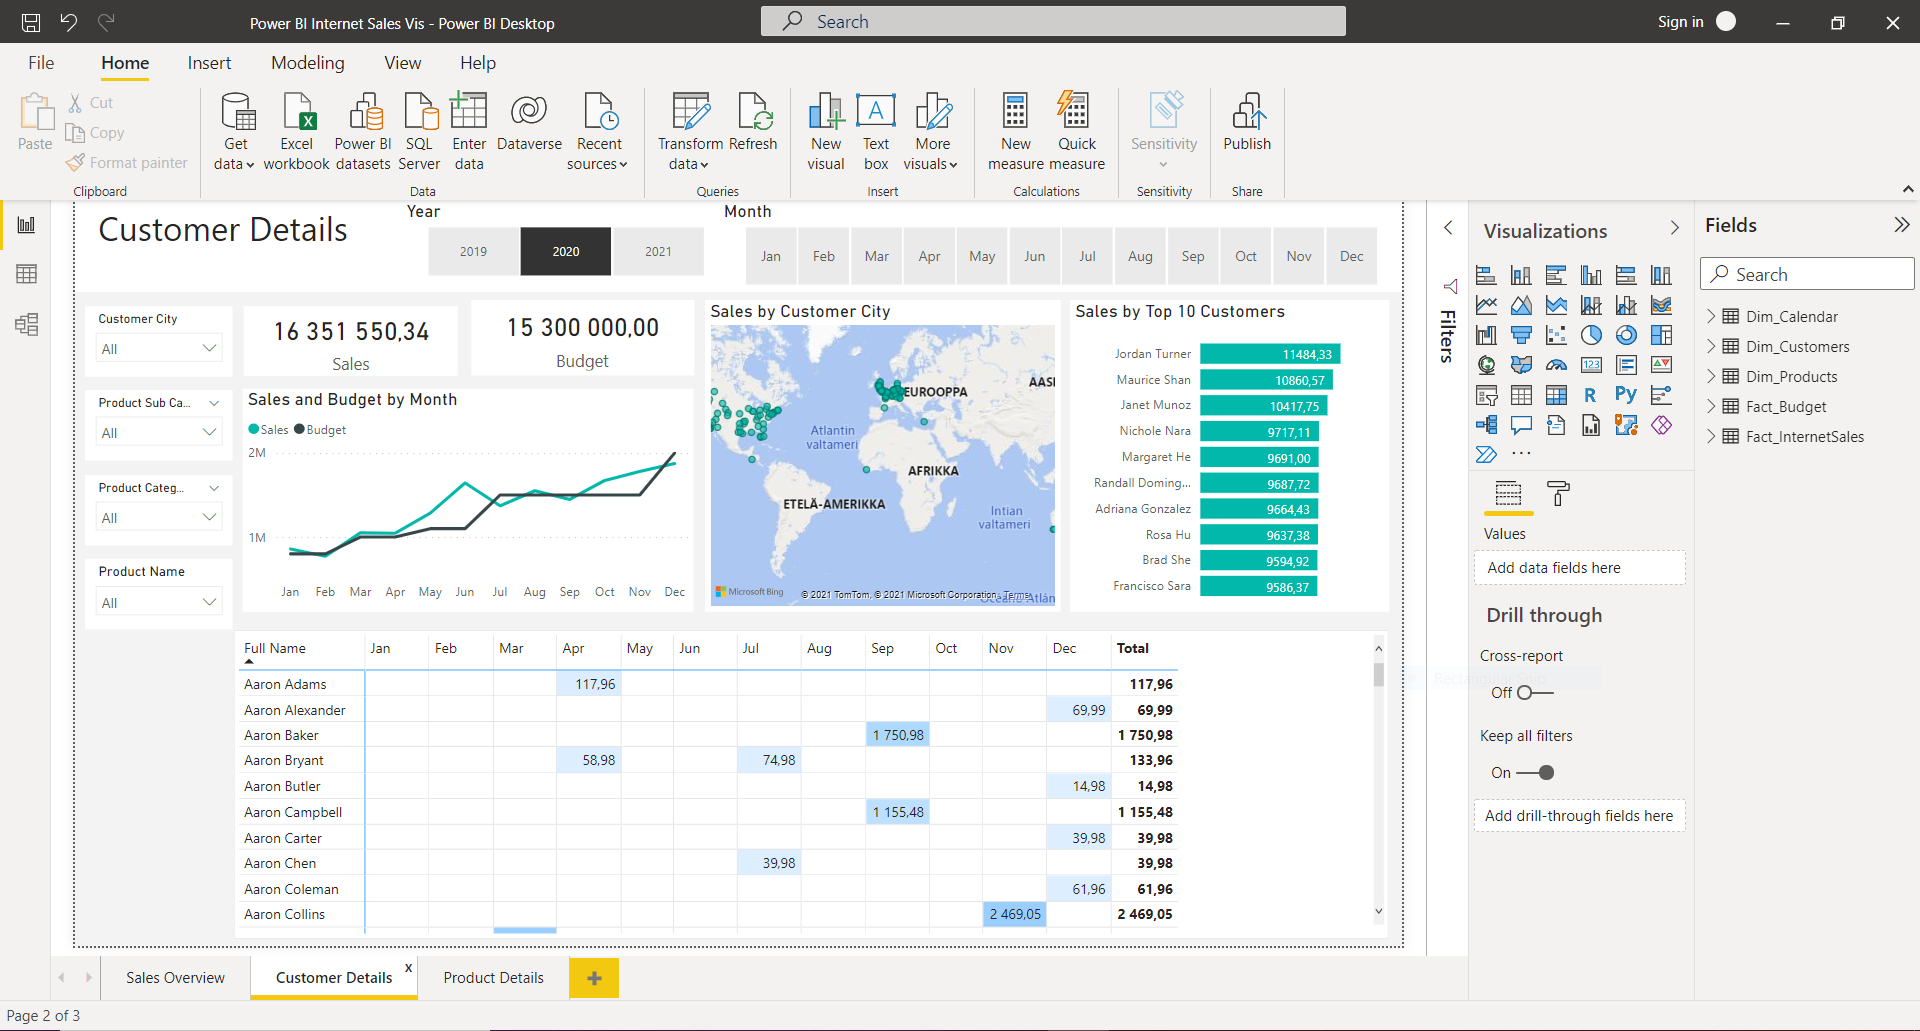 Power BI Internet Sales Vis - Power BI Desktop
Search
Sign in
File Home Insert Modeling View Help
Paste
Cut
Copy
Format painter
Clipboard
Get data
Excel workbook
Power BI datasets
SQL Server
Enter data
Dataverse
Recent sources
Data
Transform data
Refresh
Queries
New visual
Text box
More visuals
Insert
New measure
Quick measure
Calculations
Sensitivity
Sensitivity
Publish
Share
Customer Details
Year
2019 2020 2021
Month
Jan Feb Mar Apr May Jun Jul Aug Sep Oct Nov Dec
Customer City
All
Product Sub Ca...
All
Product Categ...
All
Product Name
All
16 351 550,34
Sales
15 300 000,00
Budget
Sales and Budget by Month
Sales Budget
2M
1M
Jan Feb Mar Apr May Jun Jul Aug Sep Oct Nov Dec
Sales by Customer City
EUROOPPA
AASI
Atlantin
valtameri
AFRIKKA
ETELÄ-AMERIKKA
Intian
valtameri
Microsoft Bing
© 2021 TomTom, © 2021 Microsoft Corporation, Terms
Sales by Top 10 Customers
Jordan Turner 11484,33
Maurice Shan 10860,57
Janet Munoz 10417,75
Nichole Nara 9717,11
Margaret He 9691,00
Randall Doming... 9687,72
Adriana Gonzalez 9664,43
Rosa Hu 9637,38
Brad She 9594,92
Francisco Sara 9586,37
Full Name Jan Feb Mar Apr May Jun Jul Aug Sep Oct Nov Dec Total
Aaron Adams 117,96 117,96
Aaron Alexander 69,99 69,99
Aaron Baker 1 750,98 1 750,98
Aaron Bryant 58,98 74,98 133,96
Aaron Butler 14,98 14,98
Aaron Campbell 1 155,48 1 155,48
Aaron Carter 39,98 39,98
Aaron Chen 39,98 39,98
Aaron Coleman 61,96 61,96
Aaron Collins 2 469,05 2 469,05
Filters
Visualizations
123
R Py
...
Values
Add data fields here
Drill through
Cross-report
Off
Keep all filters
On
Add drill-through fields here
Fields
Search
Dim_Calendar
Dim_Customers
Dim_Products
Fact_Budget
Fact_InternetSales
Sales Overview
Customer Details x
Product Details
+
Page 2 of 3